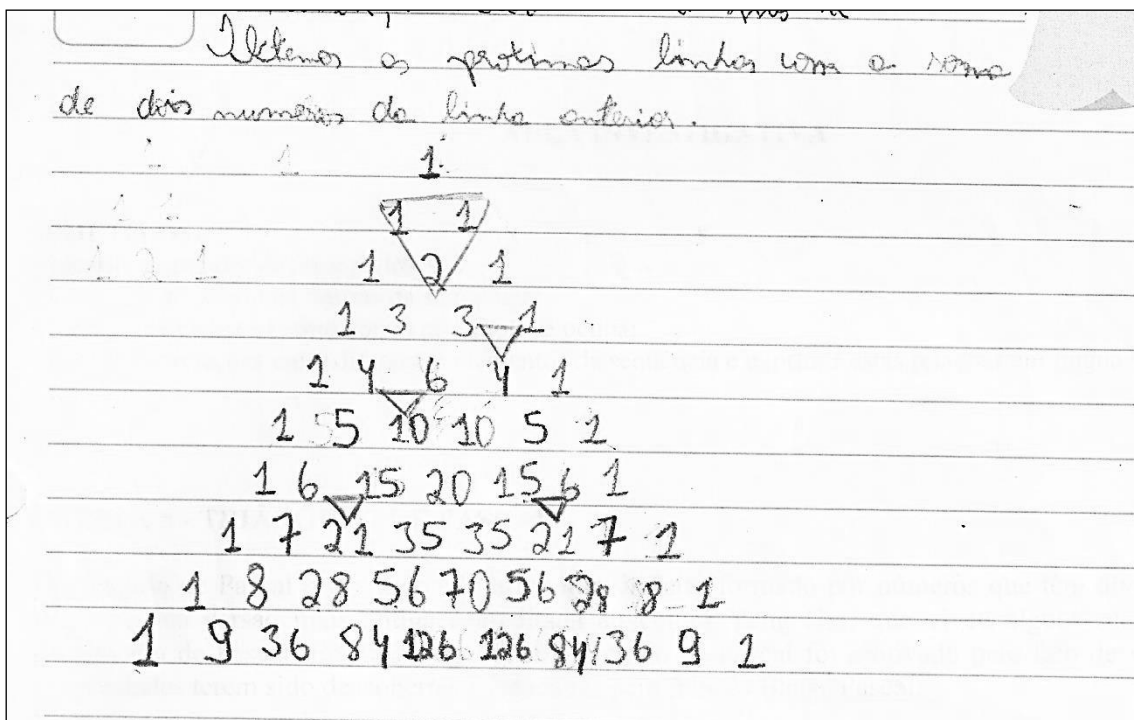 Obtemos as protimas linhas com a soma
de dois numeros da linha anterior.
1
1 1
1 2 1
1 3 3 1
1 4 6 4 1
1 5 10 10 5 1
1 6 15 20 15 6 1
1 7 21 35 35 21 7 1
1 8 28 56 70 56 28 8 1
1 9 36 84 126 126 84 36 9 1